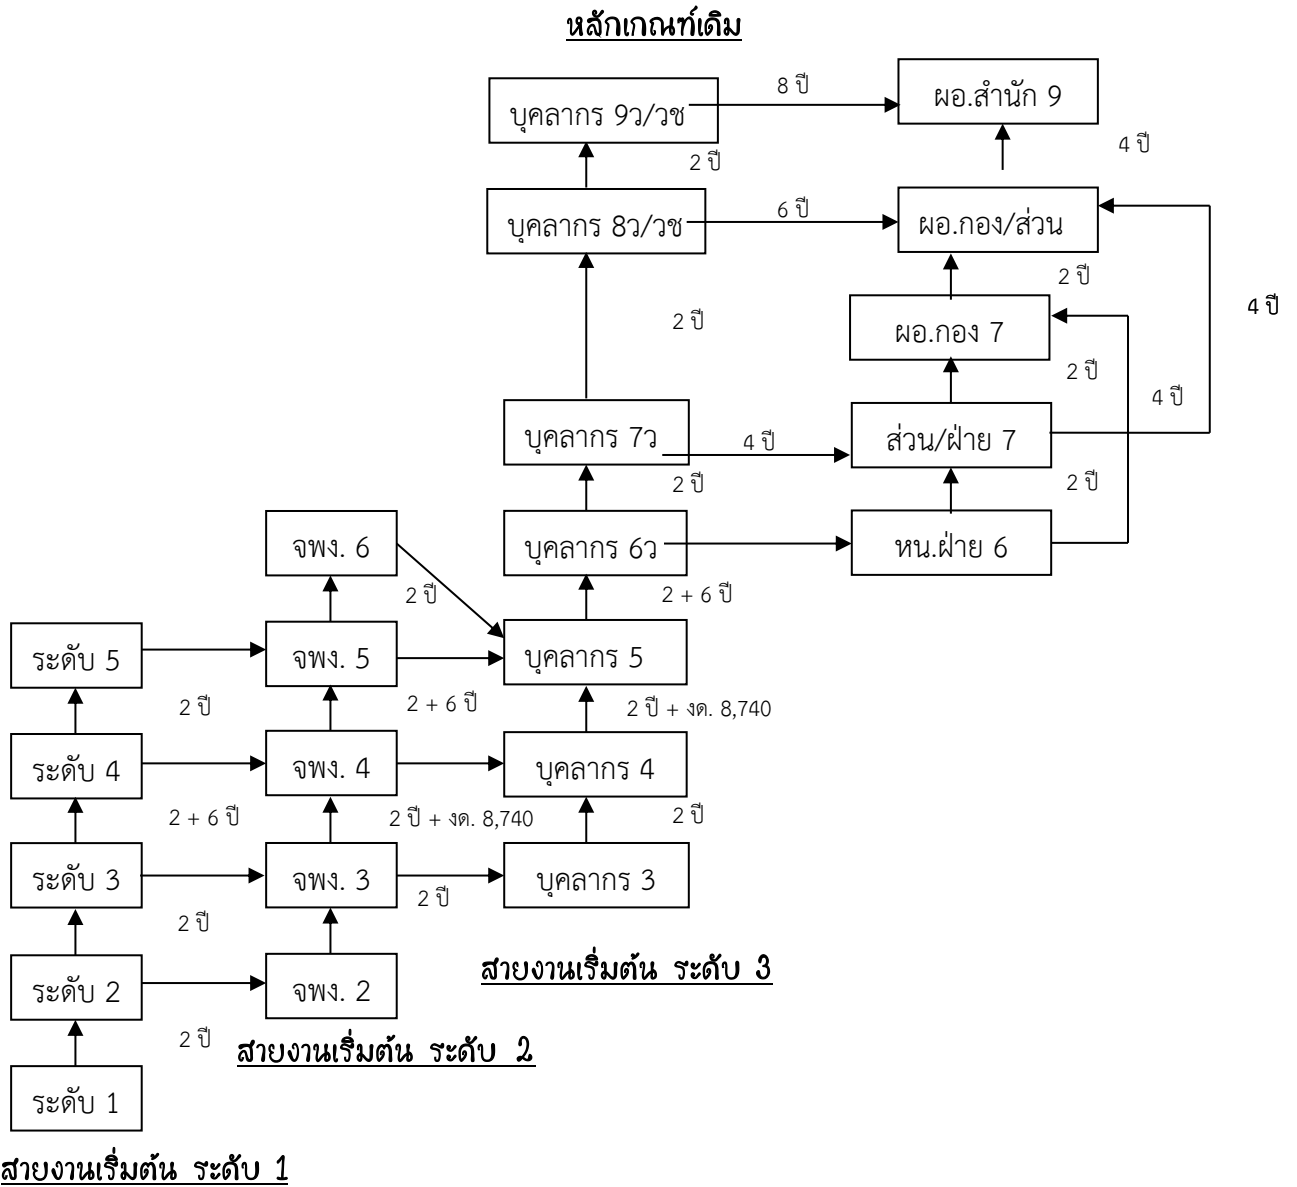 หลักเกณฑ์เดิม
บุคลากร 9ว/วช
8 ปี
ผอ.สำนัก 9
2 ปี
4 ปี
บุคลากร 8ว/วช
6 ปี
ผอ.กอง/ส่วน
2 ปี
4 ปี
2 ปี
ผอ.กอง 7
2 ปี
4 ปี
บุคลากร 7ว
4 ปี
ส่วน/ฝ่าย 7
2 ปี
2 ปี
จพง. 6
บุคลากร 6ว
หน.ฝ่าย 6
2 ปี
2 + 6 ปี
ระดับ 5
จพง. 5
บุคลากร 5
2 ปี
2 + 6 ปี
2 ปี + งด. 8,740
ระดับ 4
จพง. 4
บุคลากร 4
2 + 6 ปี
2 ปี + งด. 8,740
2 ปี
ระดับ 3
จพง. 3
บุคลากร 3
2 ปี
2 ปี
ระดับ 2
จพง. 2
สายงานเริ่มต้น ระดับ 3
2 ปี
สายงานเริ่มต้น ระดับ 2
ระดับ 1
สายงานเริ่มต้น ระดับ 1